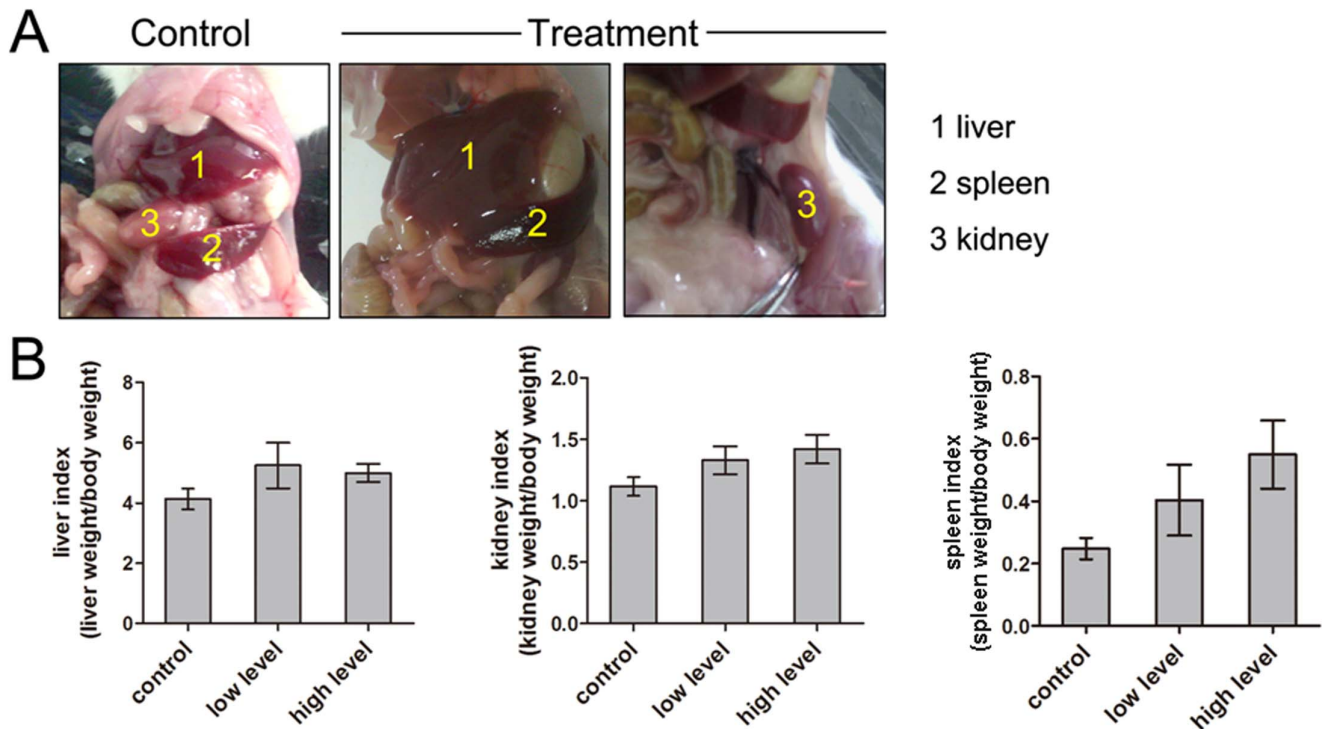 A
Control
Treatment
1
3
2
1
2
3
1 liver
2 spleen
3 kidney
B
liver index
(liver weight/body weight)
8
6
4
2
0
control
low level
high level
kidney index
(kidney weight/body weight)
2.0
1.5
1.0
0.5
0.0
control
low level
high level
spleen index
(spleen weight/body weight)
0.8
0.6
0.4
0.2
0.0
control
low level
high level